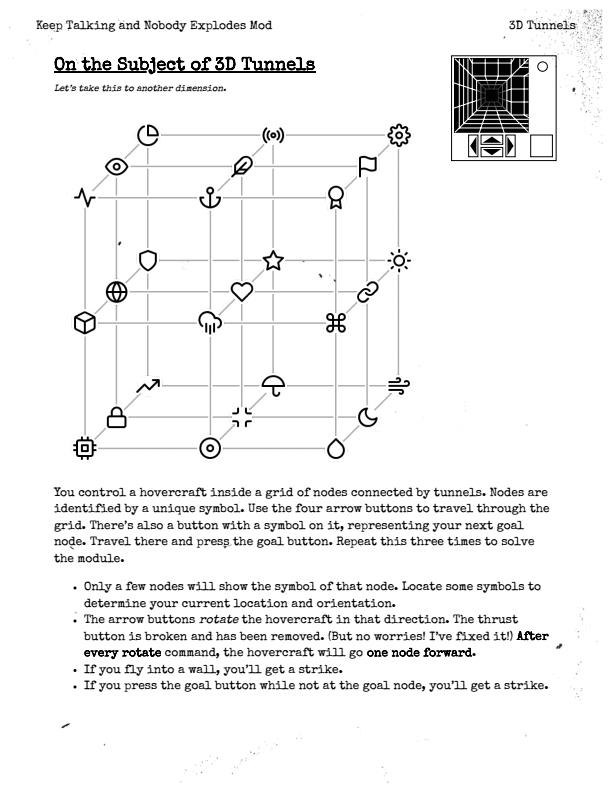 Keep Talking and Nobody Explodes Mod
3D Tunnels
On the Subject of 3D Tunnels
Let's take this to another dimension.
You control a hovercraft inside a grid of nodes connected by tunnels. Nodes are
identified by a unique symbol. Use the four arrow buttons to travel through the
grid. There's also a button with a symbol on it, representing your next goal
node. Travel there and press the goal button. Repeat this three times to solve
the module.
• Only a few nodes will show the symbol of that node. Locate some symbols to
determine your current location and orientation.
• The arrow buttons rotate the hovercraft in that direction. The thrust
button is broken and has been removed. (But no worries! I've fixed it!) After
every rotate command, the hovercraft will go one node forward.
• If you fly into a wall, you'll get a strike.
• If you press the goal button while not at the goal node, you'll get a strike.